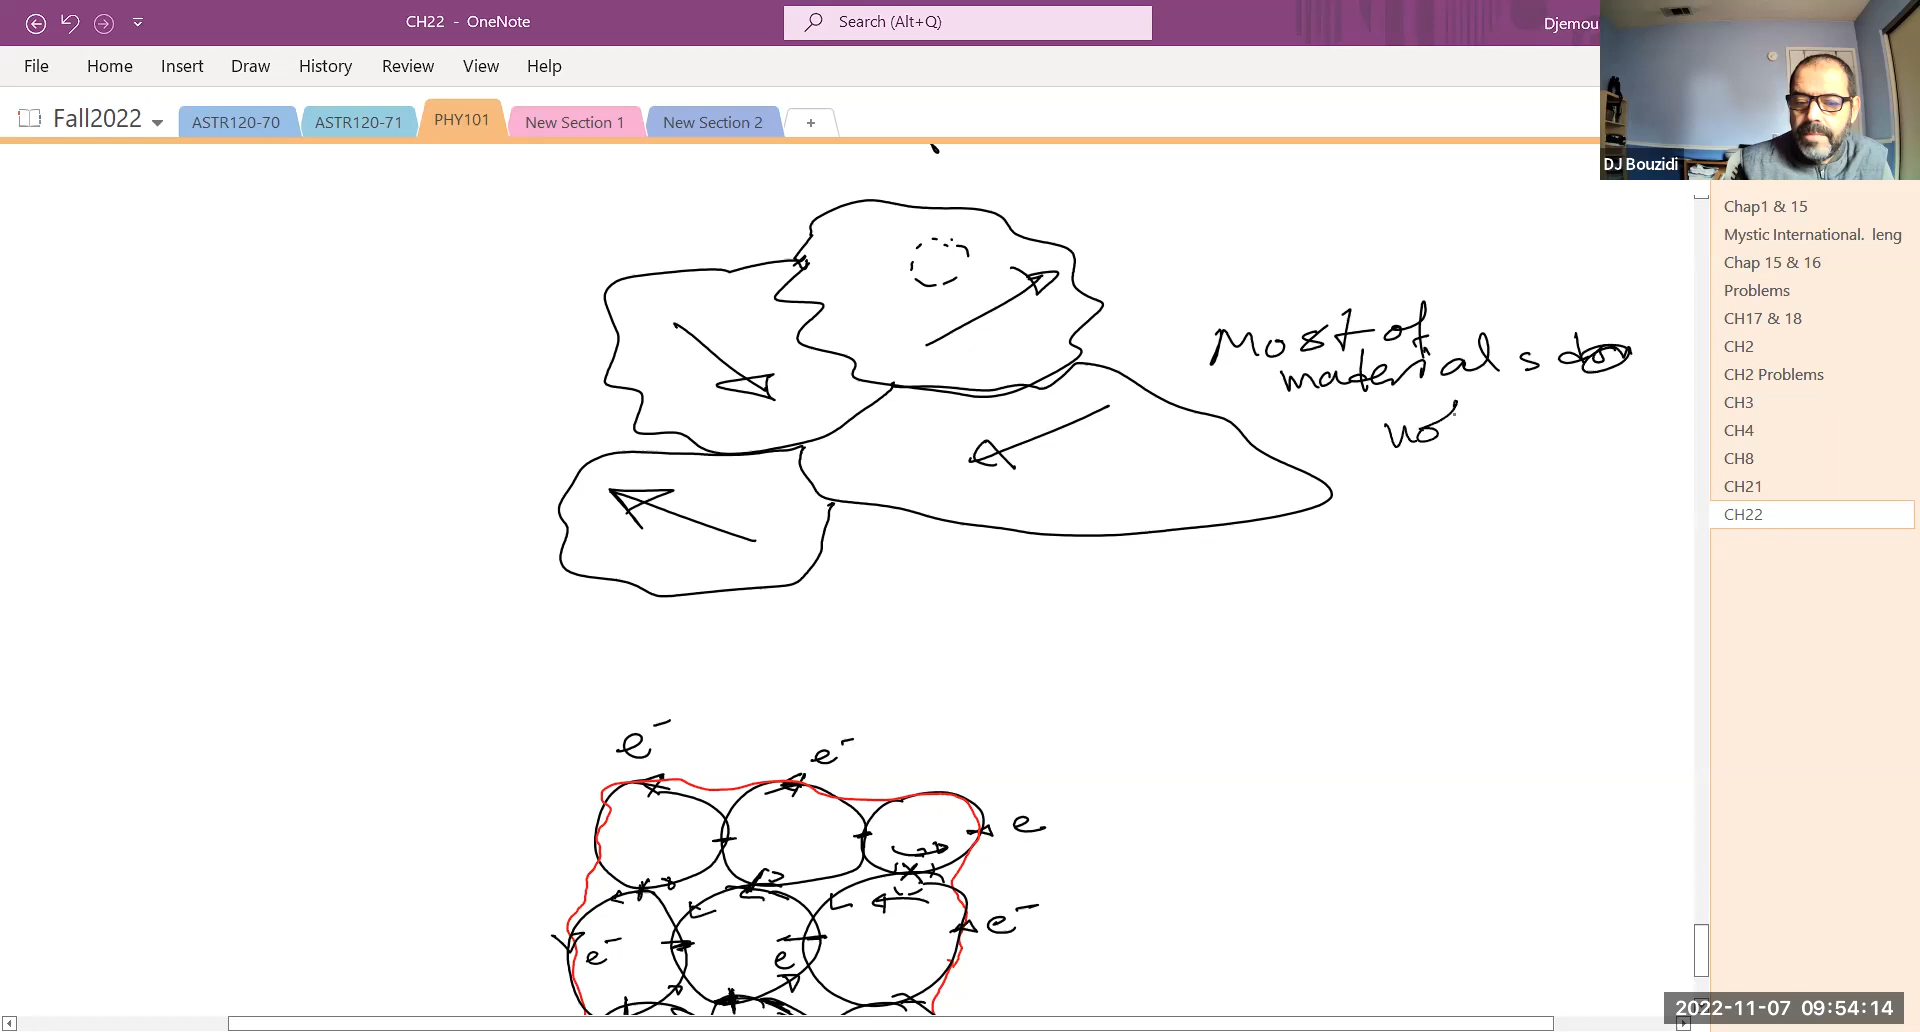 CH22 - OneNote
Search (Alt+Q)
Djemou
File Home Insert Draw History Review View Help
Fall2022
ASTR120-70
ASTR120-71
PHY101
New Section 1
New Section 2
+
DJ Bouzidi
Chap1 & 15
Mystic International. leng
Chap 15 & 16
Problems
CH17 & 18
CH2
CH2 Problems
CH3
CH4
CH8
CH21
CH22
Most of
materials do
no
e-
e-
e
e-
e-
e
2022-11-07 09:54:14